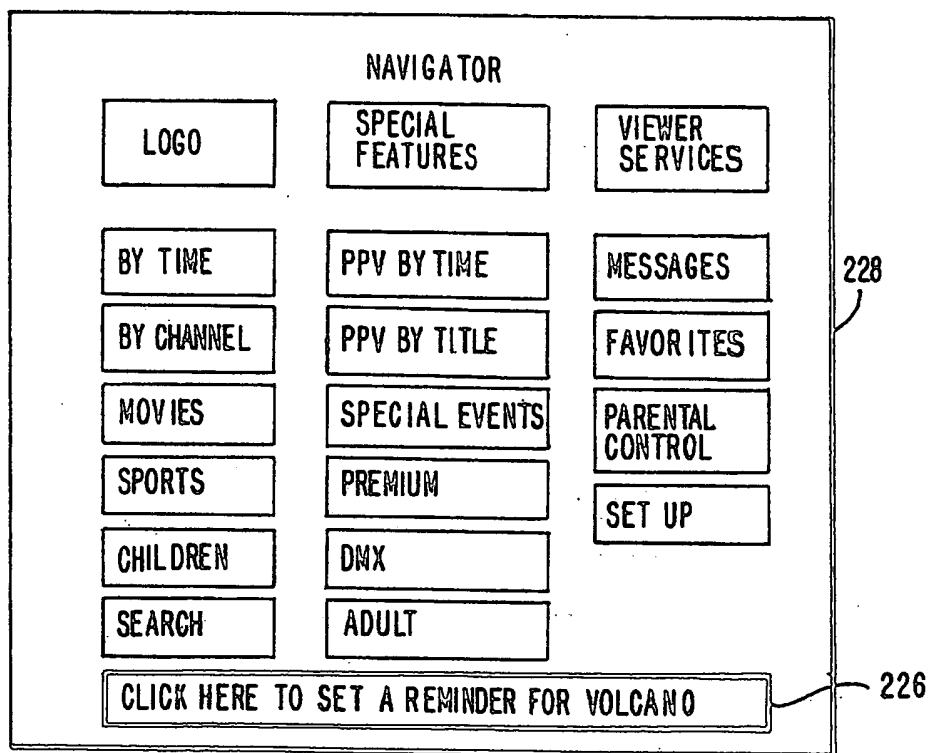 NAVIGATOR
LOGO
SPECIAL
FEATURES
VIEWER
SERVICES
BY TIME
PPV BY TIME
MESSAGES
BY CHANNEL
PPV BY TITLE
FAVORITES
MOVIES
SPECIAL EVENTS
PARENTAL
CONTROL
SPORTS
PREMIUM
SET UP
CHILDREN
DMX
SEARCH
ADULT
CLICK HERE TO SET A REMINDER FOR VOLCANO
228
226